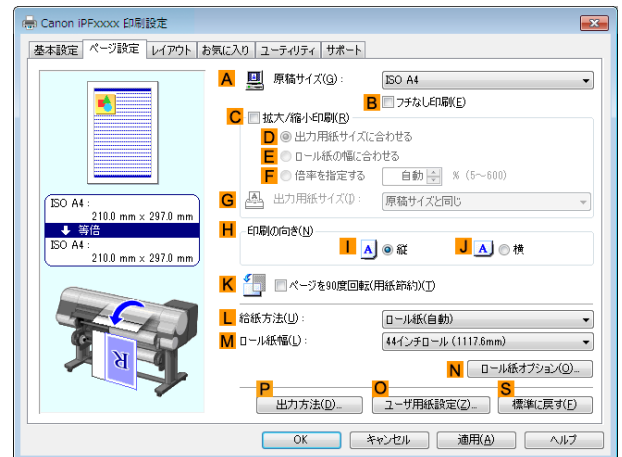 Canon iPFxxxx 印刷設定
基本設定 ページ設定 レイアウト お気に入り ユーティリティ サポート
A 原稿サイズ(G): ISO A4
B フチなし印刷(E)
C 拡大/縮小印刷(R)
D 出力用紙サイズに合わせる
E ロール紙の幅に合わせる
F 倍率を指定する 自動 % (5～600)
G 出力用紙サイズ(I): 原稿サイズと同じ
ISO A4:
210.0 mm x 297.0 mm
等倍
ISO A4:
210.0 mm x 297.0 mm
H 印刷の向き(N)
I A 縦 J A 横
K ページを90度回転(用紙節約)(T)
L 給紙方法(U): ロール紙(自動)
M ロール紙幅(L): 44インチロール (1117.6mm)
R
N ロール紙オプション(O)...
P O S
出力方法(D)... ユーザ用紙設定(Z)... 標準に戻す(F)
OK キャンセル 適用(A) ヘルプ